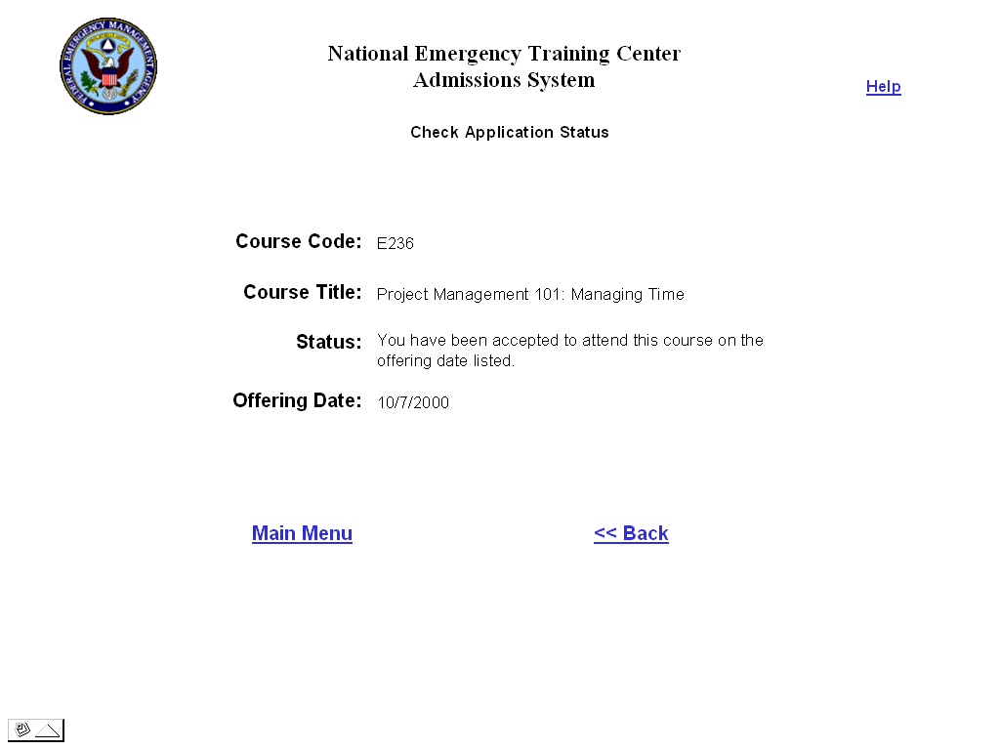 FEDERAL EMERGENCY MANAGEMENT AGENCY
National Emergency Training Center
Admissions System
Help
Check Application Status
Course Code: E236
Course Title: Project Management 101: Managing Time
Status: You have been accepted to attend this course on the
offering date listed.
Offering Date: 10/7/2000
Main Menu << Back